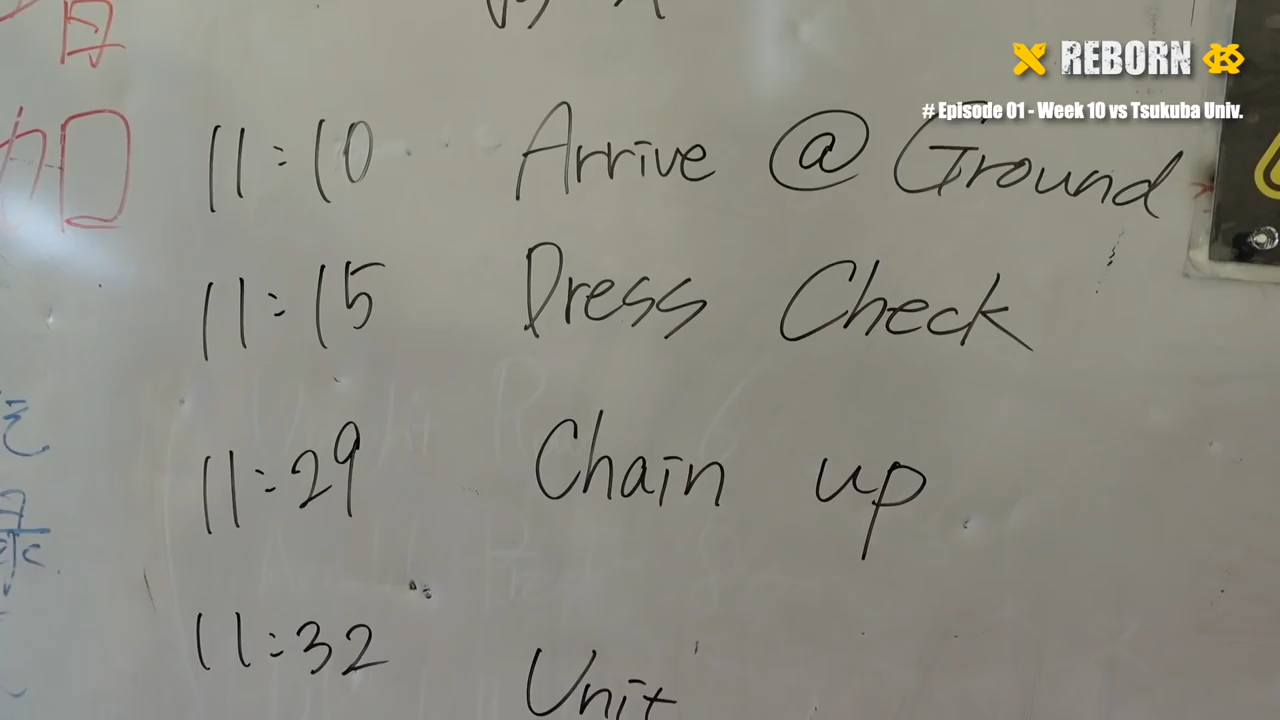 REBORN
# Episode 01 - Week 10 vs Tsukuba Univ.
11:10 Arrive @ Ground
11:15 Dress Check
11:29 Chain up
11:32 Unit